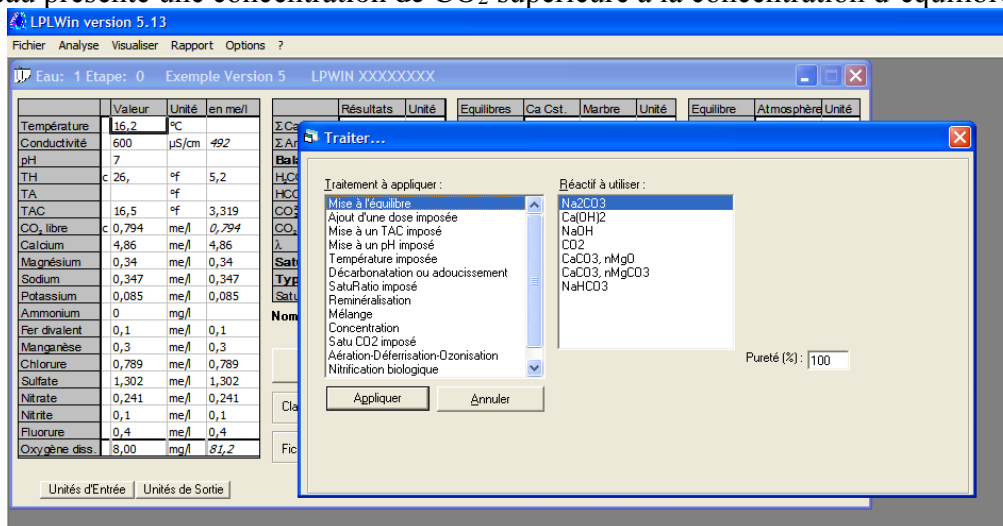 eau présente une concentration de CO₂ supérieure à la concentration d'équilib
LPLWin version 5.13
Fichier Analyse Visualiser Rapport Options ?
Eau: 1 Etape: 0 Exemple Version 5 LPWIN XXXXXXXX
Valeur Unité en me/l Résultats Unité Equilibres Ca Cst. Marbre Unité Equilibre Atmosphère Unité
Température 16,2 °C
Conductivité 600 µS/cm 492
pH 7
TH c 26, °f 5,2
TA °f
TAC 16,5 °f 3,319
CO₂ libre c 0,794 me/l 0,794
Calcium 4,86 me/l 4,86
Magnésium 0,34 me/l 0,34
Sodium 0,347 me/l 0,347
Potassium 0,085 me/l 0,085
Ammonium 0 mg/l
Fer divalent 0,1 me/l 0,1
Manganèse 0,3 me/l 0,3
Chlorure 0,789 me/l 0,789
Sulfate 1,302 me/l 1,302
Nitrate 0,241 me/l 0,241
Nitrite 0,1 me/l 0,1
Fluorure 0,4 me/l 0,4
Oxygène diss. 8,00 mg/l 81,2
Unités d'Entrée Unités de Sortie
λ
Traiter...
Traitement à appliquer :
Mise à l'équilibre
Ajout d'une dose imposée
Mise à un TAC imposé
Mise à un pH imposé
Température imposée
Décarbonatation ou adoucissement
SatuRatio imposé
Reminéralisation
Mélange
Concentration
Satu CO2 imposé
Aération-Déferrisation-Ozonisation
Nitrification biologique
Appliquer Annuler
Réactif à utiliser :
Na2CO3
Ca(OH)2
NaOH
CO2
CaCO3, nMgO
CaCO3, nMgCO3
NaHCO3
Pureté (%) : 100